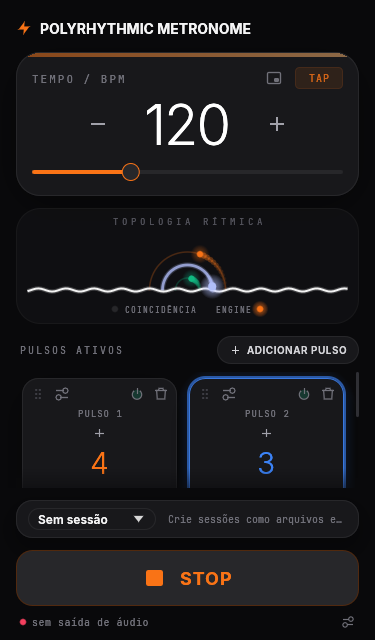 POLYRHYTHMIC METRONOME
TEMPO / BPM
TAP
− 120 +
TOPOLOGIA RÍTMICA
COINCIDÊNCIA ENGINE
PULSOS ATIVOS
+ ADICIONAR PULSO
PULSO 1
+
4
PULSO 2
+
3
Sem sessão
Crie sessões como arquivos e…
STOP
sem saída de áudio